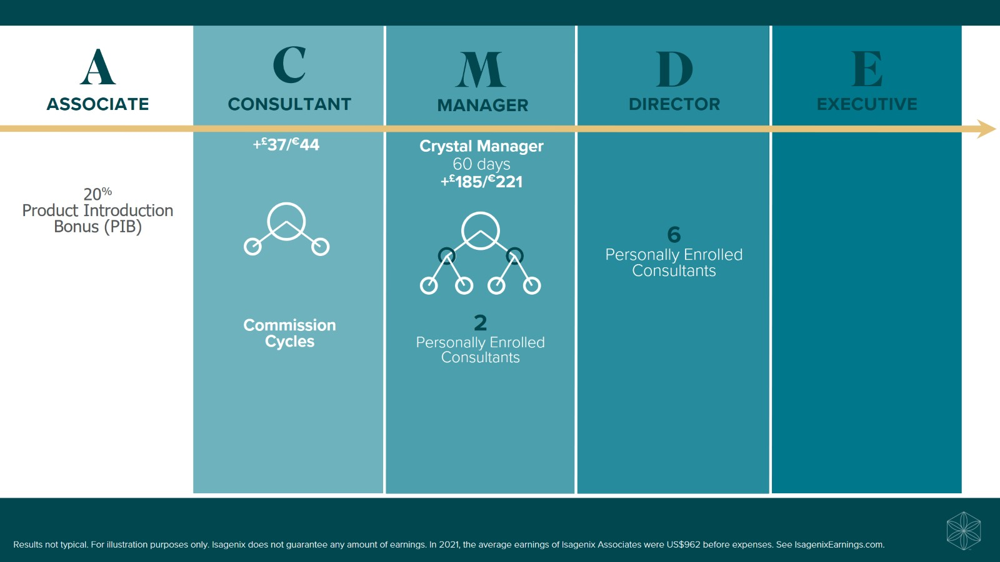 A
ASSOCIATE
20%
Product Introduction
Bonus (PIB)
C
CONSULTANT
+£37/€44
Commission
Cycles
M
MANAGER
Crystal Manager
60 days
+£185/€221
2
Personally Enrolled
Consultants
D
DIRECTOR
6
Personally Enrolled
Consultants
E
EXECUTIVE
Results not typical. For illustration purposes only. Isagenix does not guarantee any amount of earnings. In 2021, the average earnings of Isagenix Associates were US$962 before expenses. See IsagenixEarnings.com.